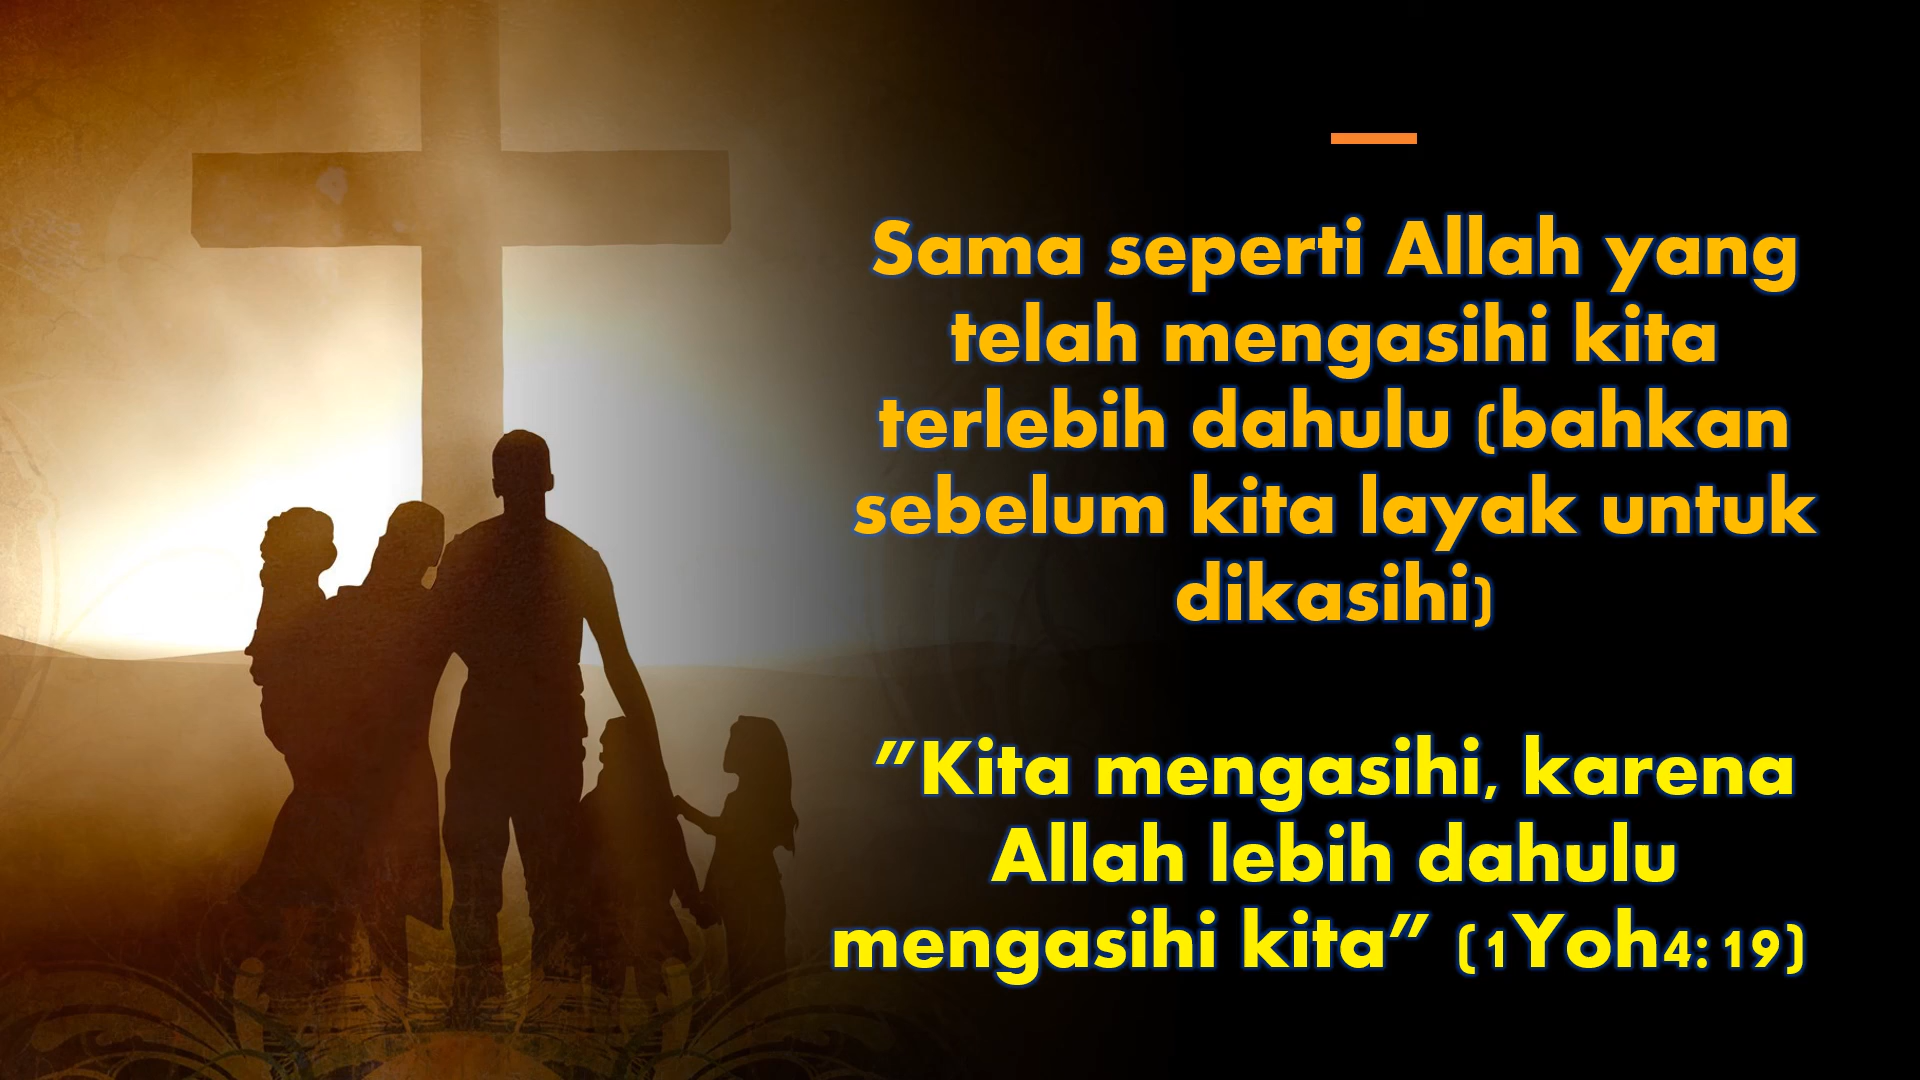 Sama seperti Allah yang
telah mengasihi kita
terlebih dahulu (bahkan
sebelum kita layak untuk
dikasihi)
”Kita mengasihi, karena
Allah lebih dahulu
mengasihi kita” (1Yoh4:19)